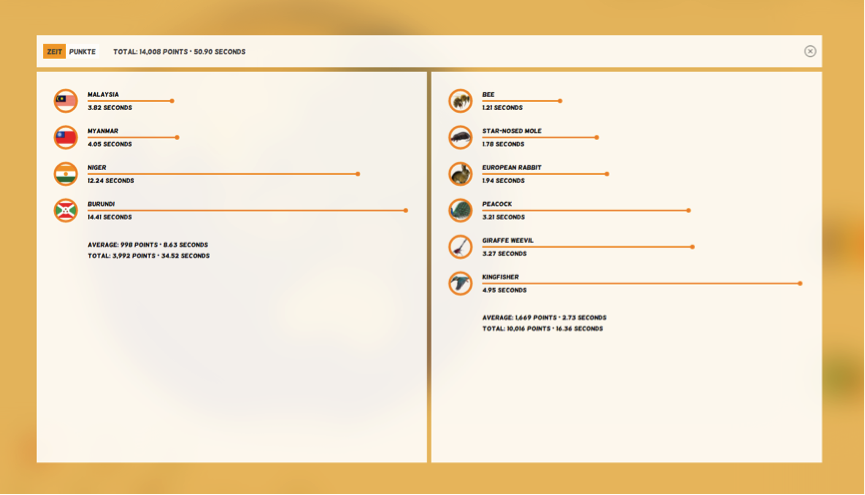 ZEIT PUNKTE TOTAL: 14,008 POINTS • 50.90 SECONDS
MALAYSIA
3.82 SECONDS
MYANMAR
4.05 SECONDS
NIGER
12.24 SECONDS
BURUNDI
14.41 SECONDS
AVERAGE: 998 POINTS • 8.63 SECONDS
TOTAL: 3,992 POINTS • 34.52 SECONDS
BEE
1.21 SECONDS
STAR-NOSED MOLE
1.78 SECONDS
EUROPEAN RABBIT
1.94 SECONDS
PEACOCK
3.21 SECONDS
GIRAFFE WEEVIL
3.27 SECONDS
KINGFISHER
4.95 SECONDS
AVERAGE: 1,669 POINTS • 2.73 SECONDS
TOTAL: 10,016 POINTS • 16.36 SECONDS